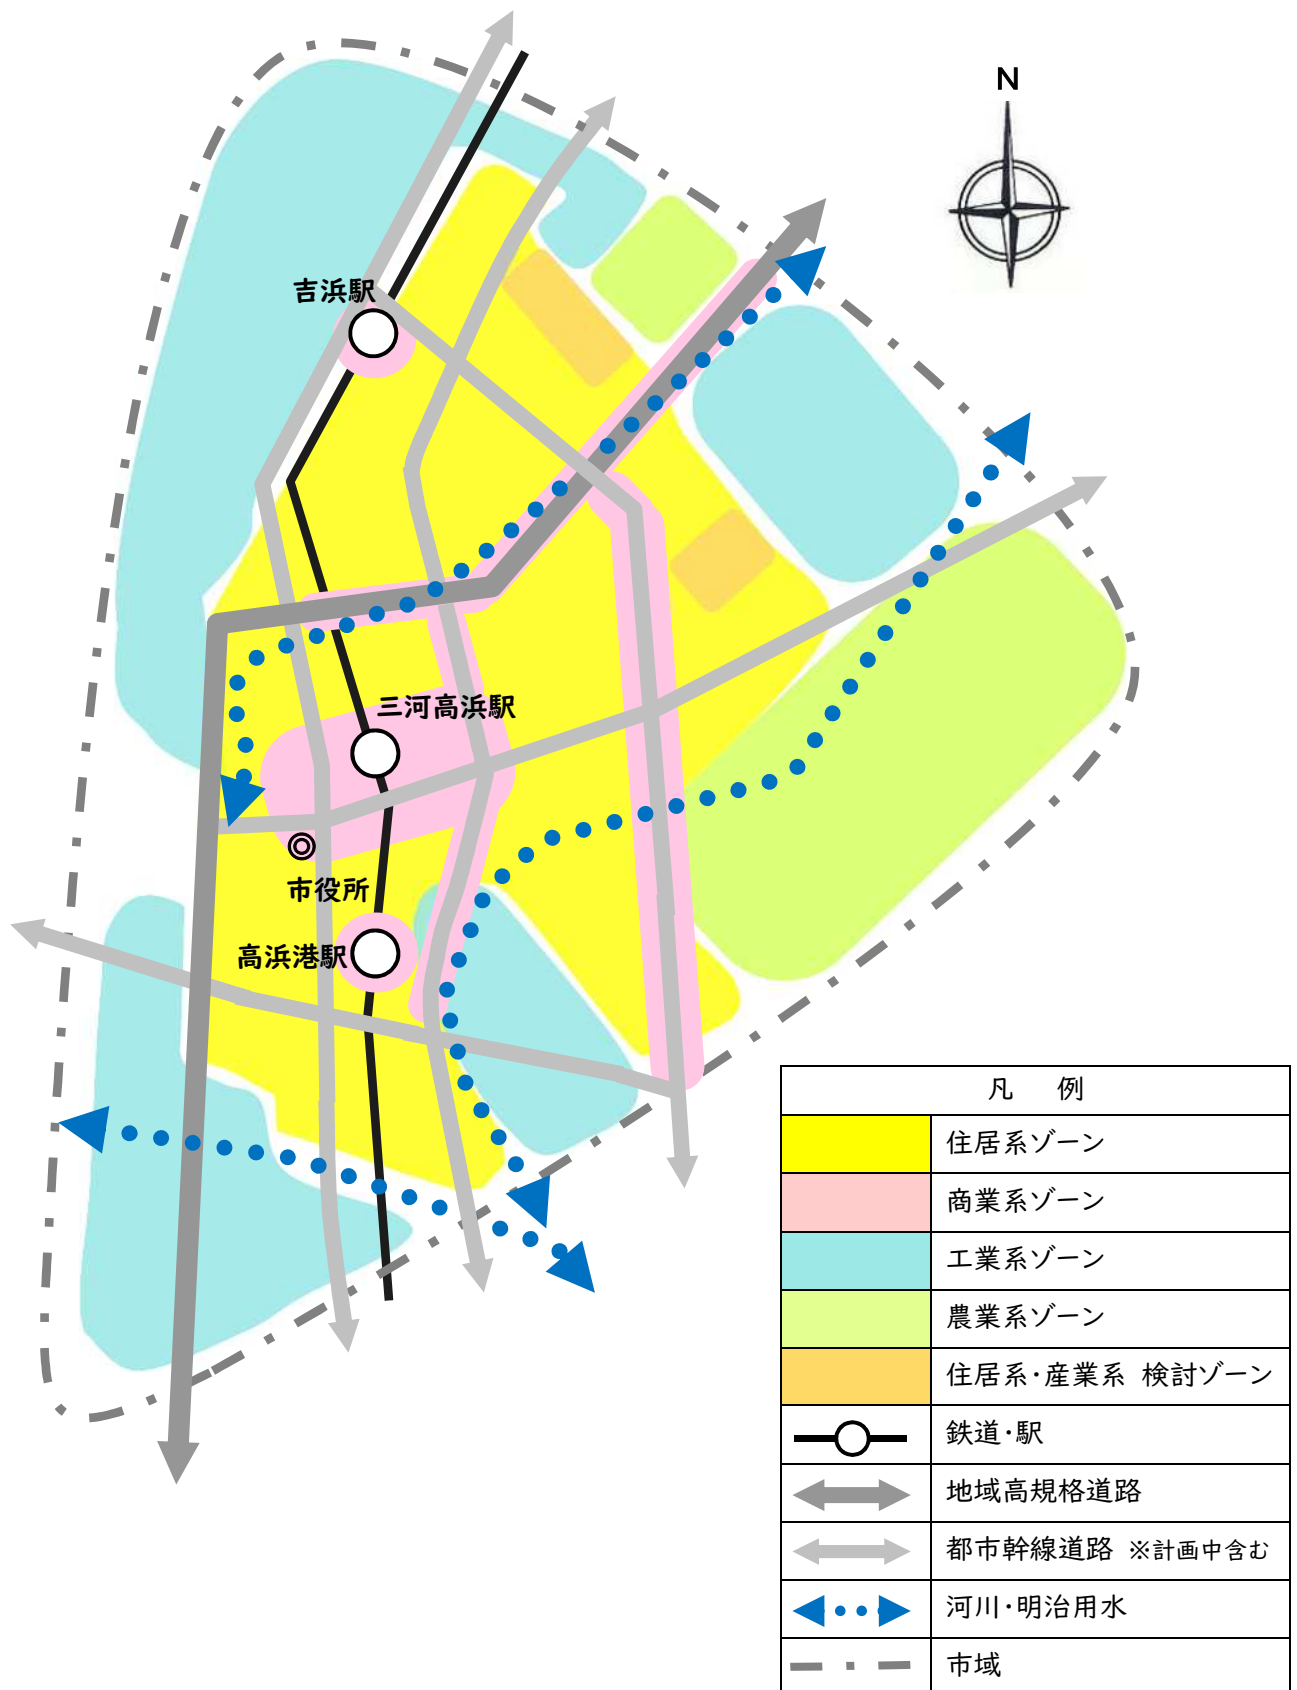 N
吉浜駅
三河高浜駅
市役所
高浜港駅
凡 例
住居系ゾーン
商業系ゾーン
工業系ゾーン
農業系ゾーン
住居系・産業系 検討ゾーン
鉄道・駅
地域高規格道路
都市幹線道路 ※計画中含む
河川・明治用水
市域